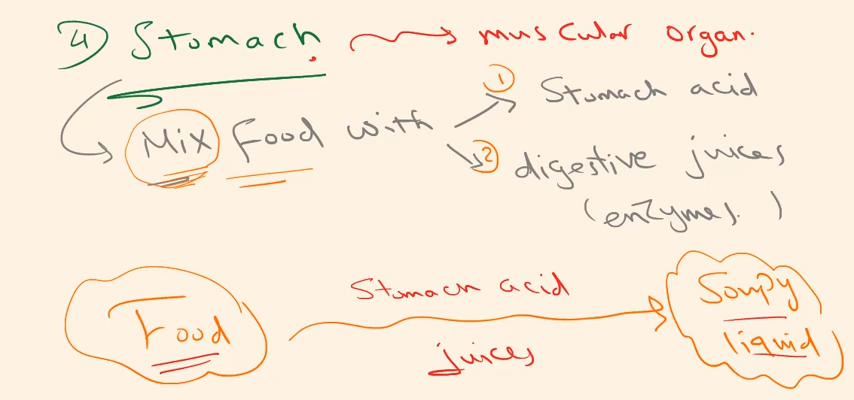 4 Stomach. muscular organ.
① Stomach acid
Mix Food with
② digestive juices
(enzymes.)
Stomach acid
Food
Soupy
liquid
juices